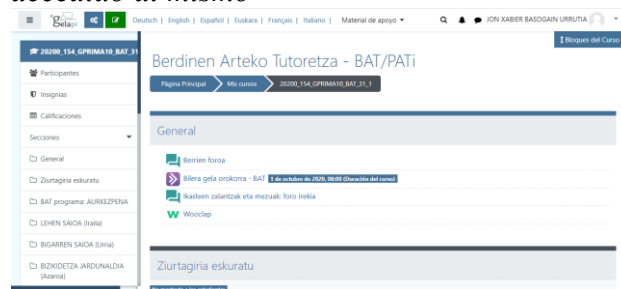 eGelapi
Deutsch | English | Español | Euskara | Français | Italiano | Material de apoyo
JON XABIER BASOGAIN URRUTIA
Bloques del Curso
20200_154_GPRIMA10_BAT_31
Participantes
Insignias
Calificaciones
Secciones
General
Ziurtagiria eskuratu
BAT programa: AURKEZPENA
LEHEN SAIOA (Iraila)
BIGARREN SAIOA (Urria)
BIZIKIDETZA JARDUNALDIA
(Azaroa)
Berdinen Arteko Tutoretza - BAT/PATi
Página Principal Mis cursos 20200_154_GPRIMA10_BAT_31_1
General
Berrien foroa
Bilera gela orokorra - BAT 1 de octubre de 2020, 08:00 (Duración del curso)
Ikasleen zalantzak eta mezuak: foro irekia
W Wooclap
Ziurtagiria eskuratu